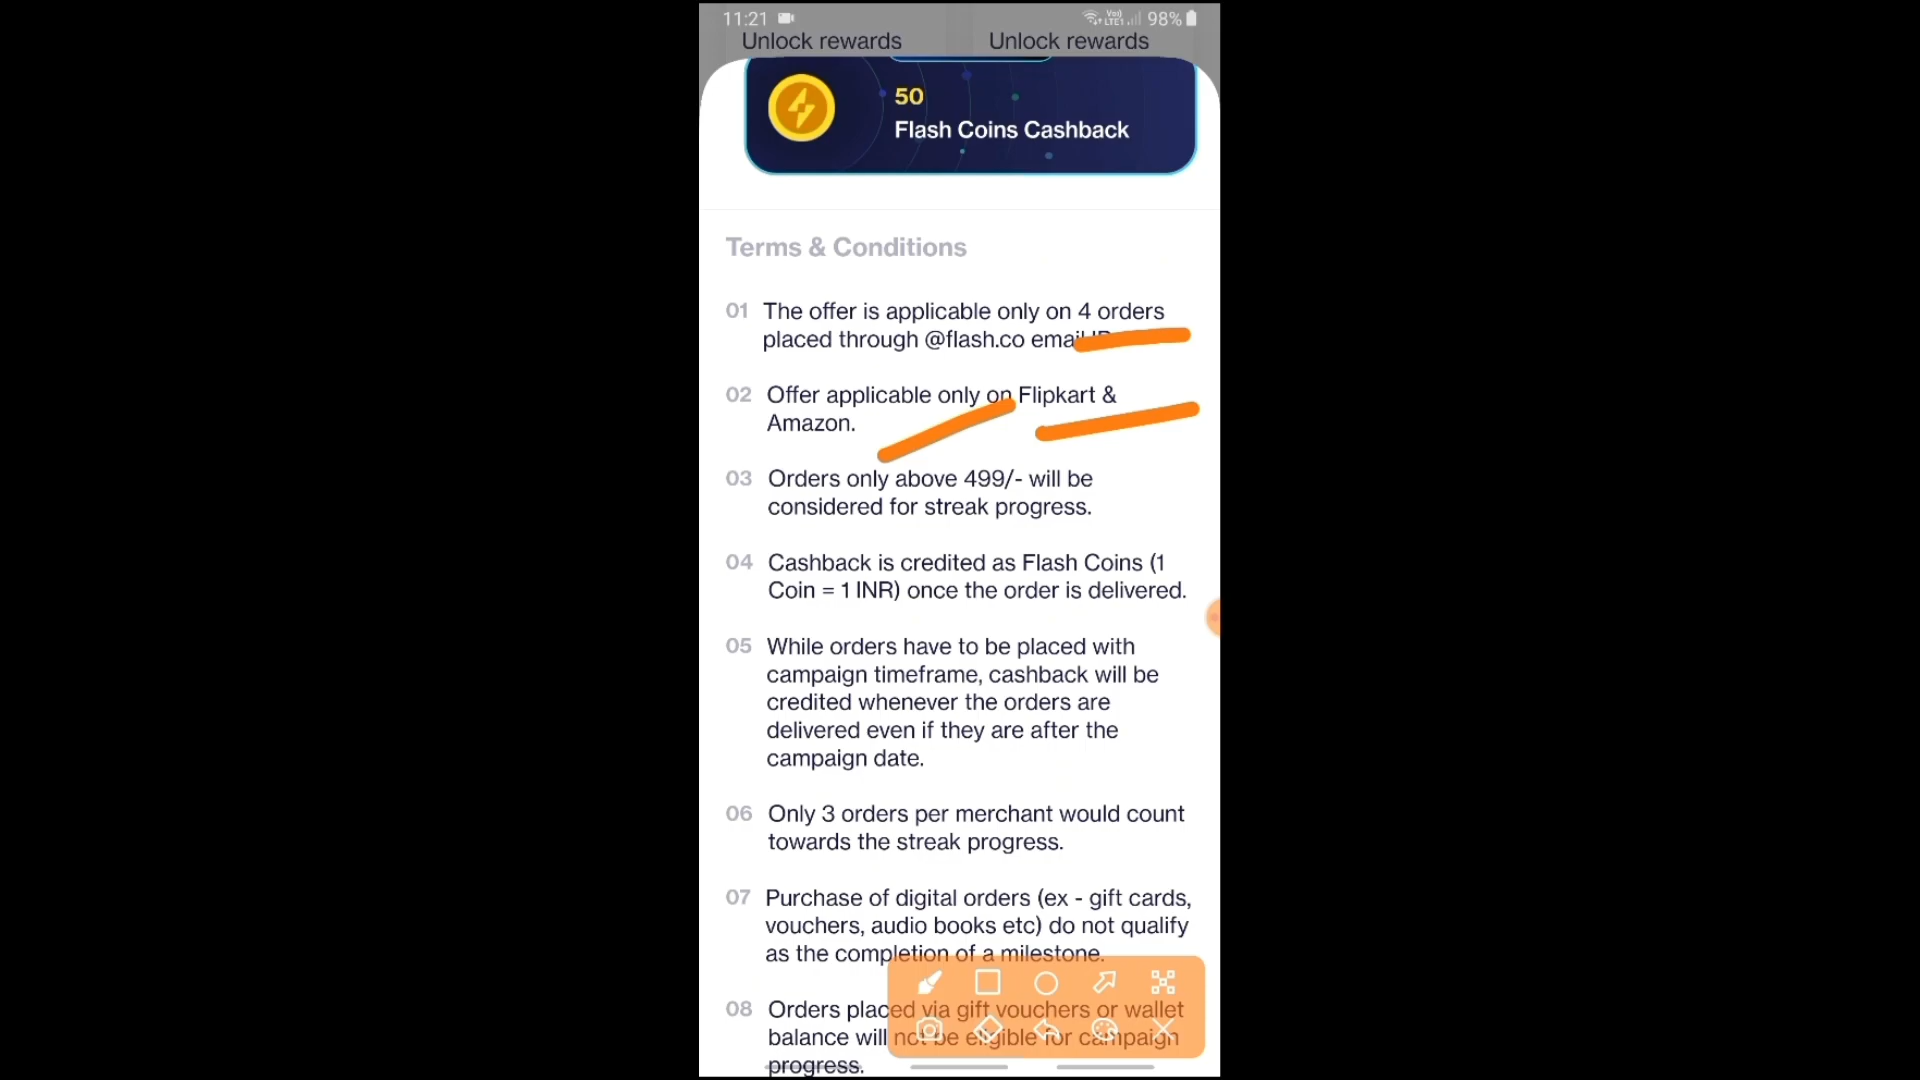 11:21
98%
Unlock rewards
Unlock rewards
50
Flash Coins Cashback
Terms & Conditions
01 The offer is applicable only on 4 orders
placed through @flash.co email
02 Offer applicable only on Flipkart &
Amazon.
03 Orders only above 499/- will be
considered for streak progress.
04 Cashback is credited as Flash Coins (1
Coin = 1 INR) once the order is delivered.
05 While orders have to be placed with
campaign timeframe, cashback will be
credited whenever the orders are
delivered even if they are after the
campaign date.
06 Only 3 orders per merchant would count
towards the streak progress.
07 Purchase of digital orders (ex - gift cards,
vouchers, audio books etc) do not qualify
as the completion of a milestone.
08 Orders placed via gift vouchers or wallet
balance will not be eligible for campaign
progress.